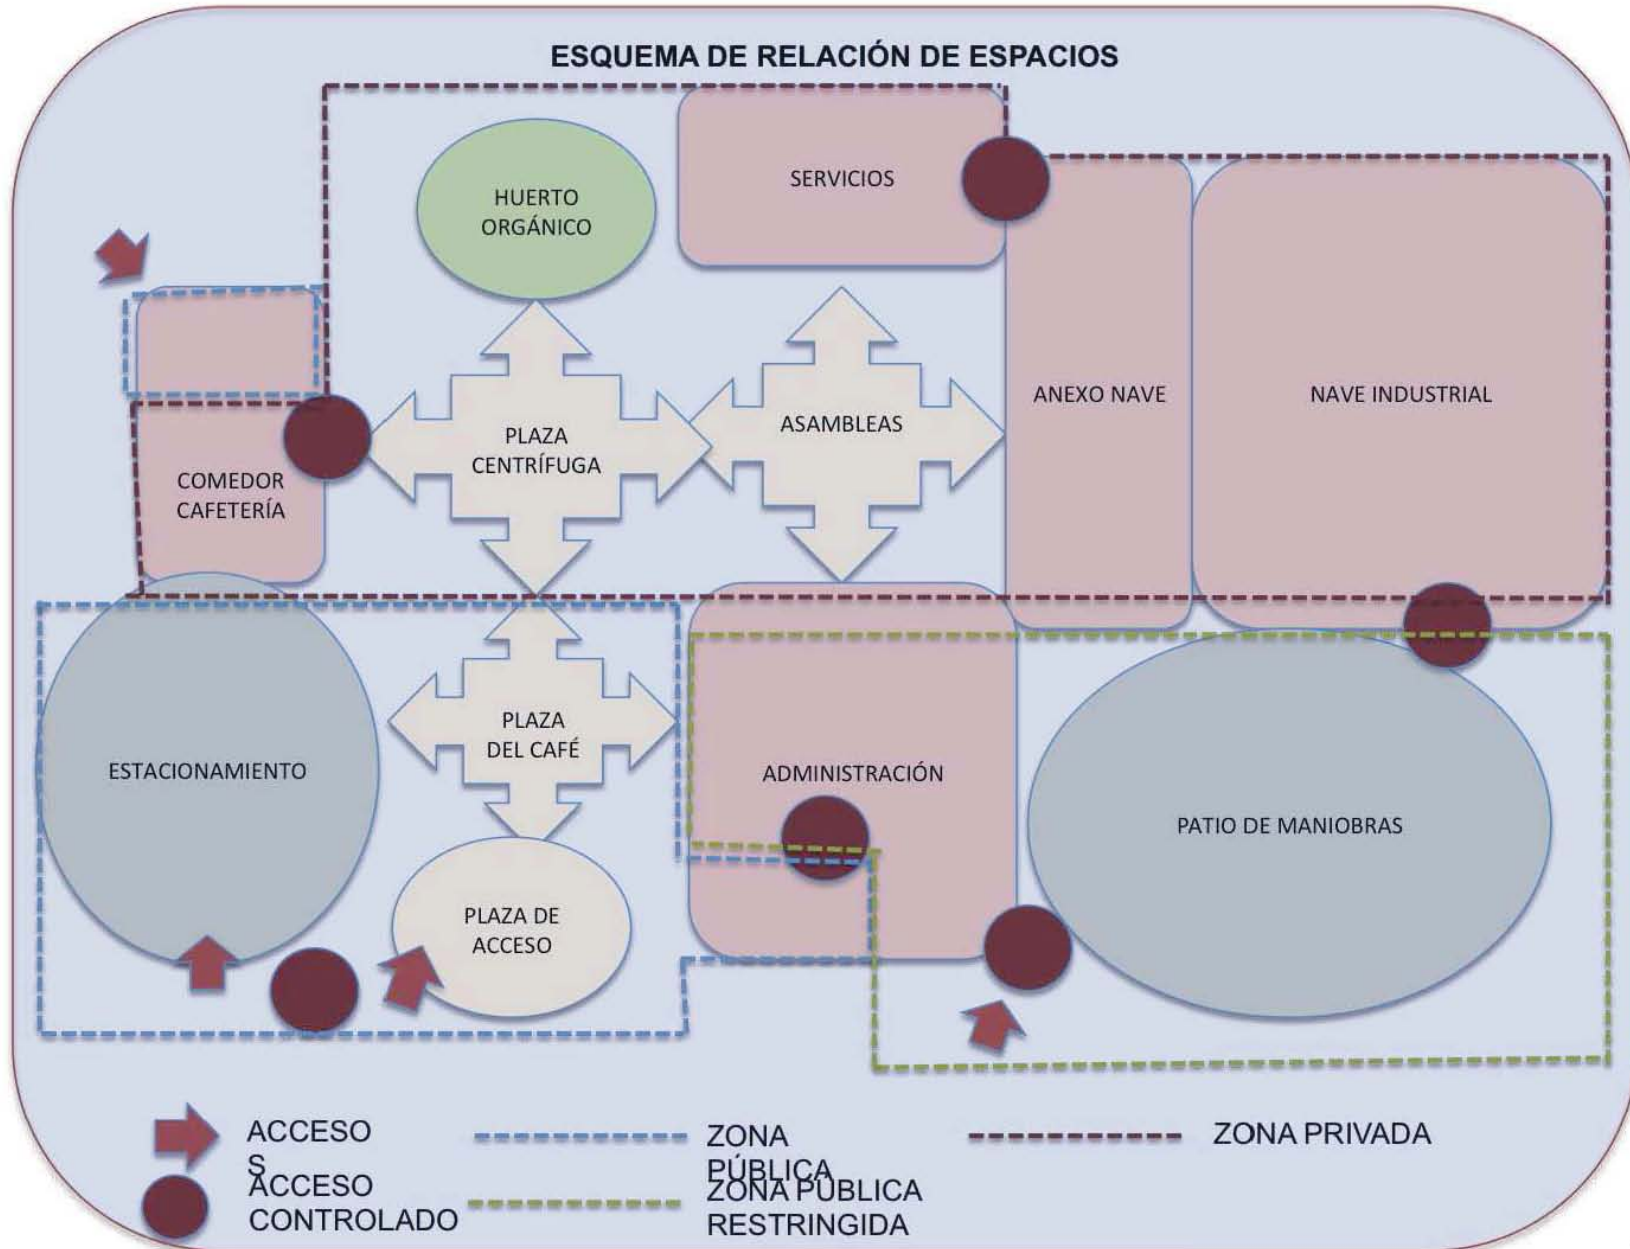 ESQUEMA DE RELACIÓN DE ESPACIOS
HUERTO
ORGÁNICO
SERVICIOS
ANEXO NAVE
NAVE INDUSTRIAL
PLAZA
CENTRÍFUGA
ASAMBLEAS
COMEDOR
CAFETERÍA
ESTACIONAMIENTO
PLAZA
DEL CAFÉ
ADMINISTRACIÓN
PATIO DE MANIOBRAS
PLAZA DE
ACCESO
ACCESO
S
ACCESO
CONTROLADO
ZONA
PÚBLICA
ZONA PÚBLICA
RESTRINGIDA
ZONA PRIVADA